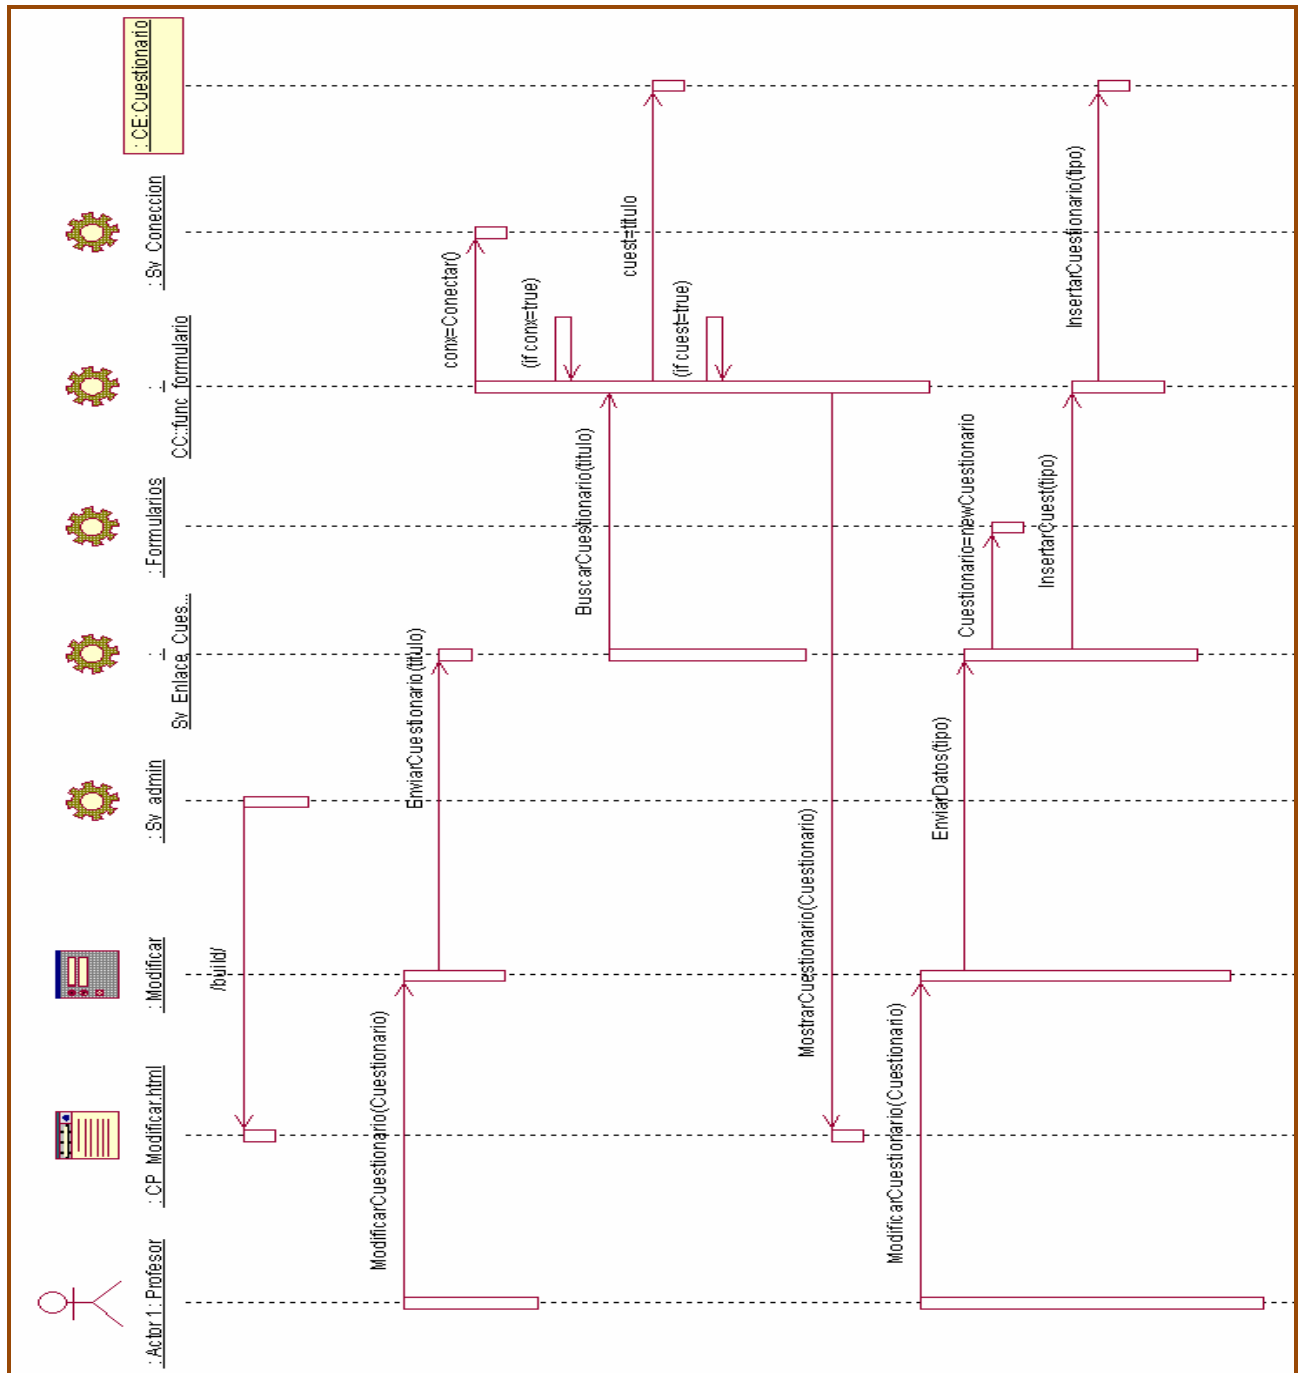 : Actor 1 : Profesor
: CP_Modificar.html
: Modificar
: Sv_admin
:
Sv_Enlace_Cues...
: Formularios
:
CC::func_formulario
: Sv_Coneccion
: CE:Cuestionario
/build/
ModificarCuestionario(Cuestionario)
EnviarCuestionario(titulo)
conx=Conectar()
(if conx=true)
BuscarCuestionario(titulo)
cuest=titulo
(if cuest=true)
MostrarCuestionario(Cuestionario)
ModificarCuestionario(Cuestionario)
EnviarDatos(tipo)
Cuestionario=newCuestionario
InsertarCuest(tipo)
InsertarCuestionario(tipo)